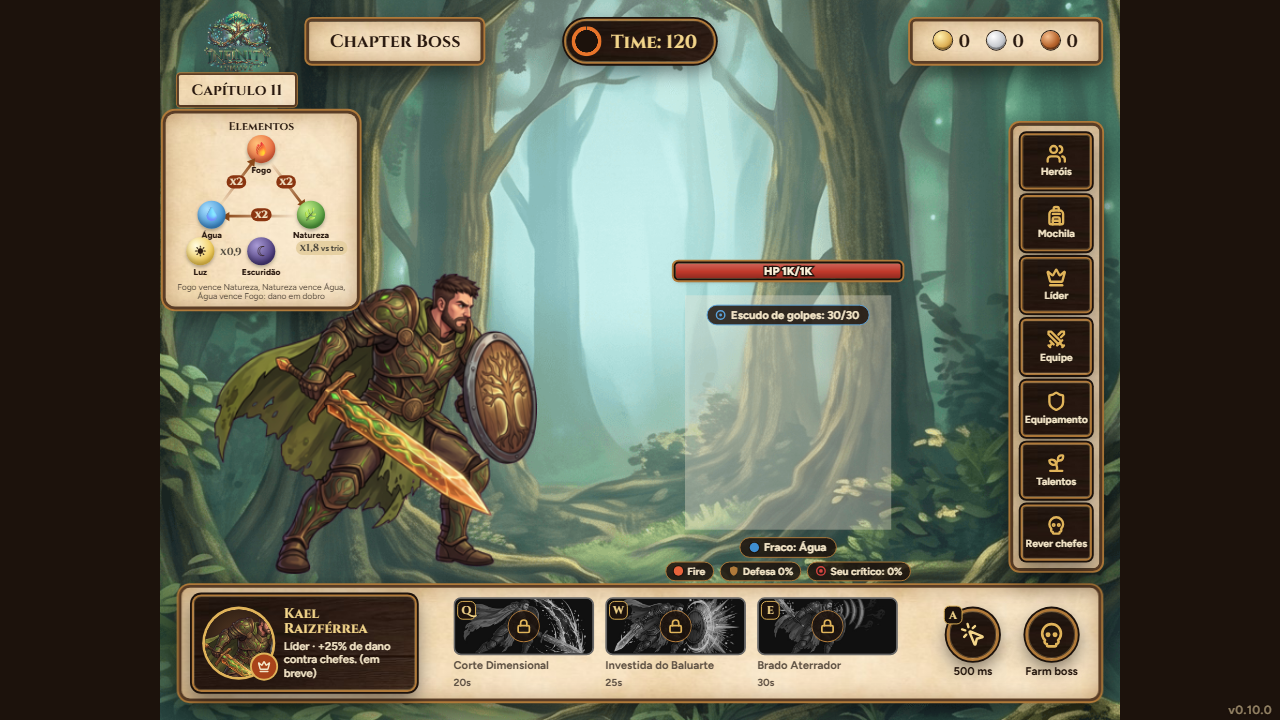 Chapter Boss
Time: 120
0 0 0
Capítulo II
Elementos
Fogo
x2 x2
x2
Água Natureza
x0,9
x1,8 vs trio
Luz Escuridão
Fogo vence Natureza, Natureza vence Água,
Água vence Fogo: dano em dobro
HP 1K/1K
Escudo de golpes: 30/30
Fraco: Água
Fire Defesa 0% Seu crítico: 0%
Heróis
Mochila
Líder
Equipe
Equipamento
Talentos
Rever chefes
Kael
Raizférrea
Líder · +25% de dano
contra chefes. (em
breve)
Q
Corte Dimensional
20s
W
Investida do Baluarte
25s
E
Brado Aterrador
30s
A
500 ms
Farm boss
v0.10.0